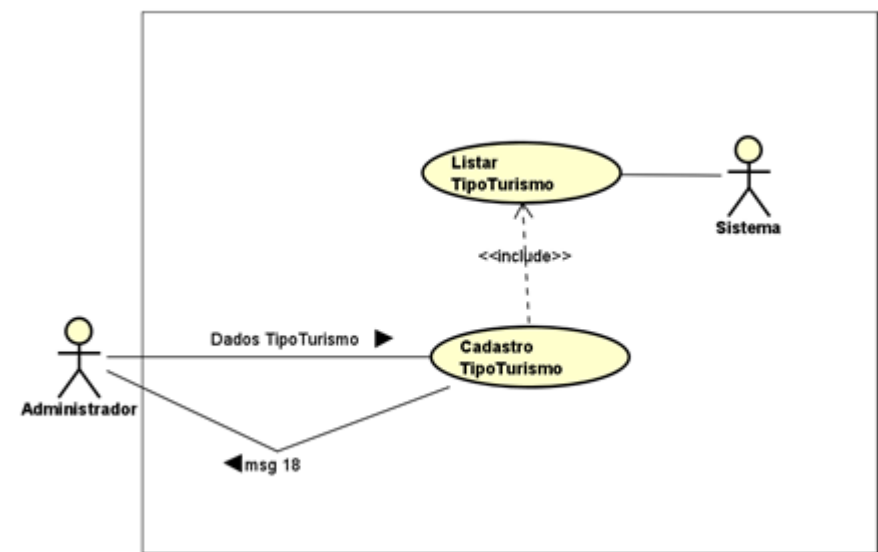 Listar
TipoTurismo
Sistema
<<include>>
Dados TipoTurismo
Cadastro
TipoTurismo
Administrador
msg 18